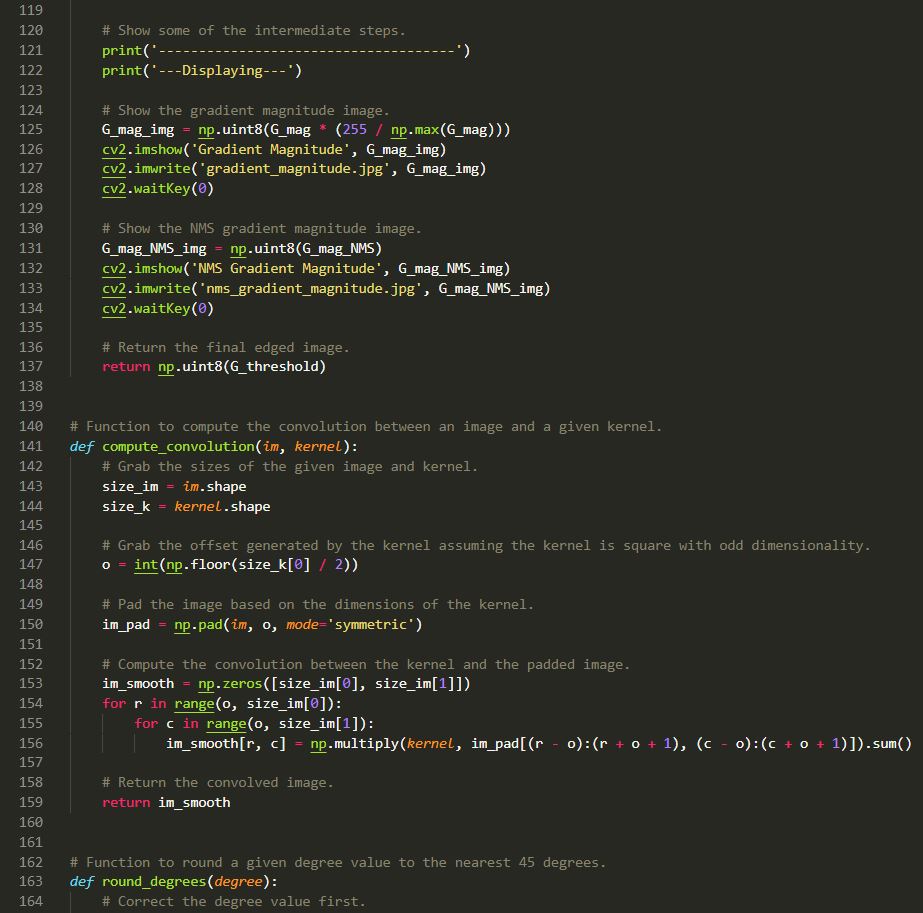 119
120     # Show some of the intermediate steps.
121     print('-------------------------------------')
122     print('---Displaying---')
123
124     # Show the gradient magnitude image.
125     G_mag_img = np.uint8(G_mag * (255 / np.max(G_mag)))
126     cv2.imshow('Gradient Magnitude', G_mag_img)
127     cv2.imwrite('gradient_magnitude.jpg', G_mag_img)
128     cv2.waitKey(0)
129
130     # Show the NMS gradient magnitude image.
131     G_mag_NMS_img = np.uint8(G_mag_NMS)
132     cv2.imshow('NMS Gradient Magnitude', G_mag_NMS_img)
133     cv2.imwrite('nms_gradient_magnitude.jpg', G_mag_NMS_img)
134     cv2.waitKey(0)
135
136     # Return the final edged image.
137     return np.uint8(G_threshold)
138
139
140 # Function to compute the convolution between an image and a given kernel.
141 def compute_convolution(im, kernel):
142     # Grab the sizes of the given image and kernel.
143     size_im = im.shape
144     size_k = kernel.shape
145
146     # Grab the offset generated by the kernel assuming the kernel is square with odd dimensionality.
147     o = int(np.floor(size_k[0] / 2))
148
149     # Pad the image based on the dimensions of the kernel.
150     im_pad = np.pad(im, o, mode='symmetric')
151
152     # Compute the convolution between the kernel and the padded image.
153     im_smooth = np.zeros([size_im[0], size_im[1]])
154     for r in range(o, size_im[0]):
155         for c in range(o, size_im[1]):
156             im_smooth[r, c] = np.multiply(kernel, im_pad[(r - o):(r + o + 1), (c - o):(c + o + 1)]).sum()
157
158     # Return the convolved image.
159     return im_smooth
160
161
162 # Function to round a given degree value to the nearest 45 degrees.
163 def round_degrees(degree):
164     # Correct the degree value first.